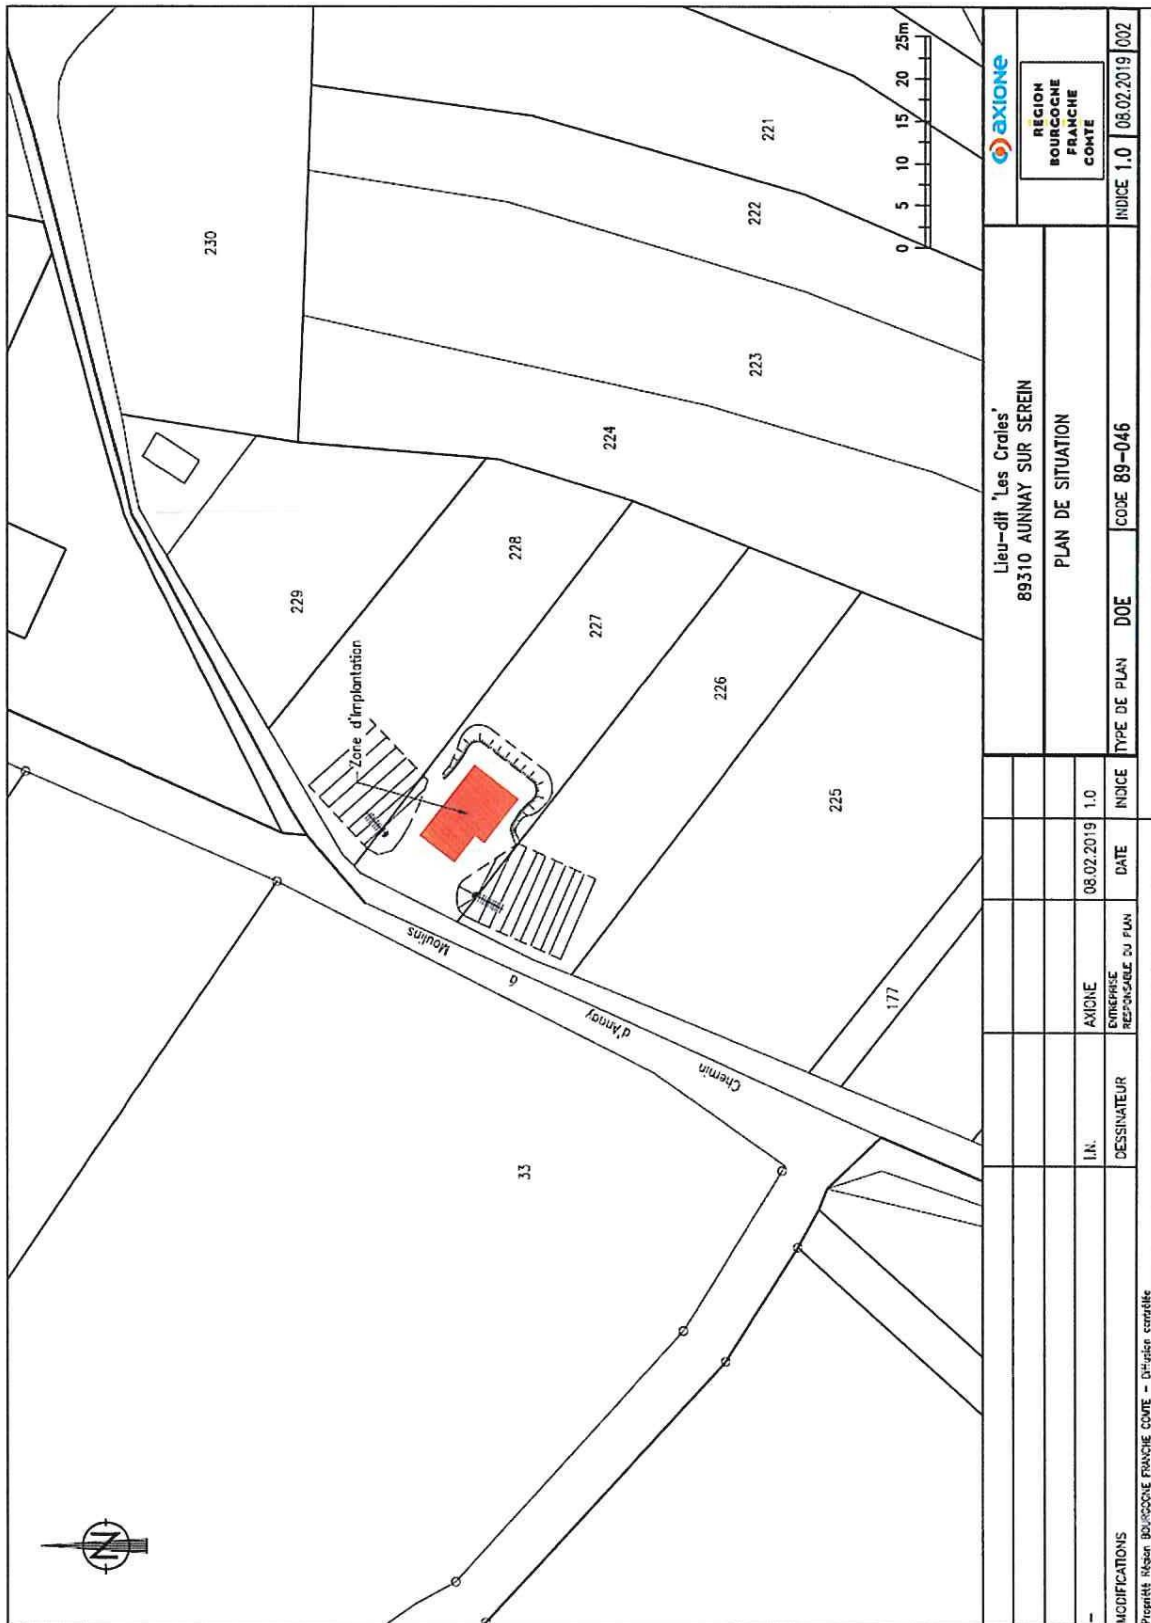 230
229
228
227
226
225
224
223
222
221
177
33
Zone d'Implantation
Chemin d'Annay à Moulins
N
0 5 10 15 20 25m
axione
REGION
BOURGOGNE
FRANCHE
COMTE
Lieu-dit 'Les Craies'
89310 AUNNAY SUR SEREIN
PLAN DE SITUATION
TYPE DE PLAN DOE CODE 89-046 INDICE 1.0 08.02.2019 002
- I.N. AXIONE 08.02.2019 1.0
MODIFICATIONS DESSINATEUR ENTREPRISE RESPONSABLE DU PLAN DATE INDICE
Propriété Région BOURGOGNE FRANCHE COMTE - Diffusion contrôlée